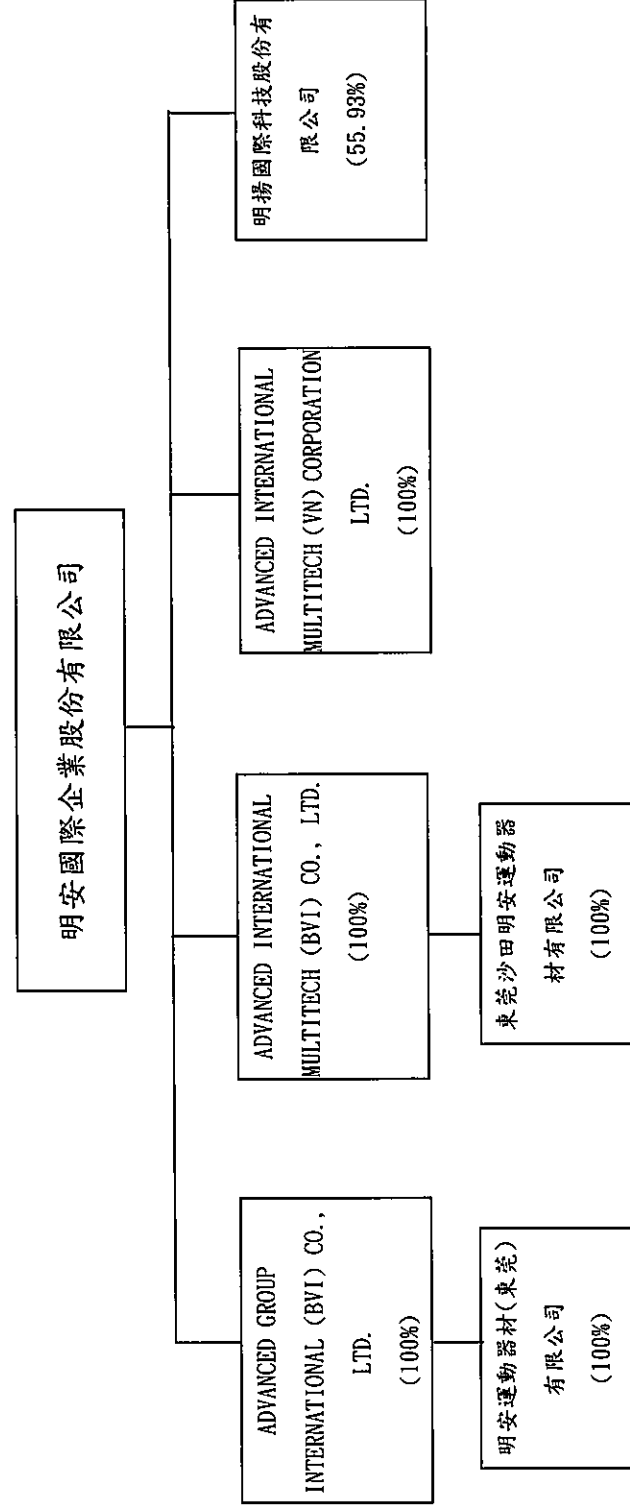 明安國際企業股份有限公司
ADVANCED GROUP
INTERNATIONAL (BVI) CO.,
LTD.
(100%)
ADVANCED INTERNATIONAL
MULTITECH (BVI) CO., LTD.
(100%)
ADVANCED INTERNATIONAL
MULTITECH (VN) CORPORATION
LTD.
(100%)
明揚國際科技股份有
限公司
(55.93%)
明安運動器材(東莞)
有限公司
(100%)
東莞沙田明安運動器
材有限公司
(100%)